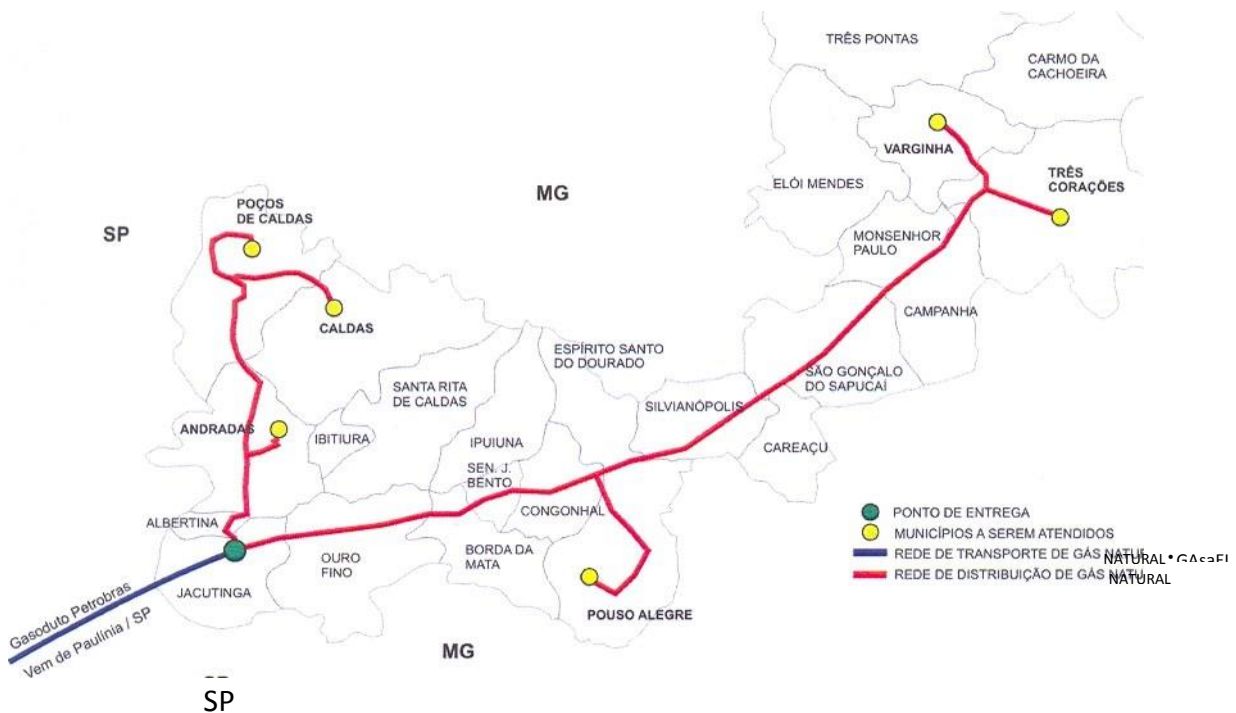 TRÊS PONTAS
CARMO DA
CACHOEIRA
VARGINHA
ELÓI MENDES
TRÊS
CORAÇÕES
MG
POÇOS
DE CALDAS
SP
MONSENHOR
PAULO
CAMPANHA
CALDAS
ESPÍRITO SANTO
DO DOURADO
SANTA RITA
DE CALDAS
SÃO GONÇALO
DO SAPUCAÍ
SILVIANÓPOLIS
ANDRADAS
IBITIURA
IPUIUNA
CAREAÇU
SEN. J.
BENTO
CONGONHAL
ALBERTINA
OURO
FINO
BORDA DA
MATA
JACUTINGA
POUSO ALEGRE
MG
Gasoduto Petrobras
Vem de Paulínia / SP
SP
PONTO DE ENTREGA
MUNICÍPIOS A SEREM ATENDIDOS
REDE DE TRANSPORTE DE GÁS NATU
NATURAL
REDE DE DISTRIBUIÇÃO DE GÁS NATU
NATURAL